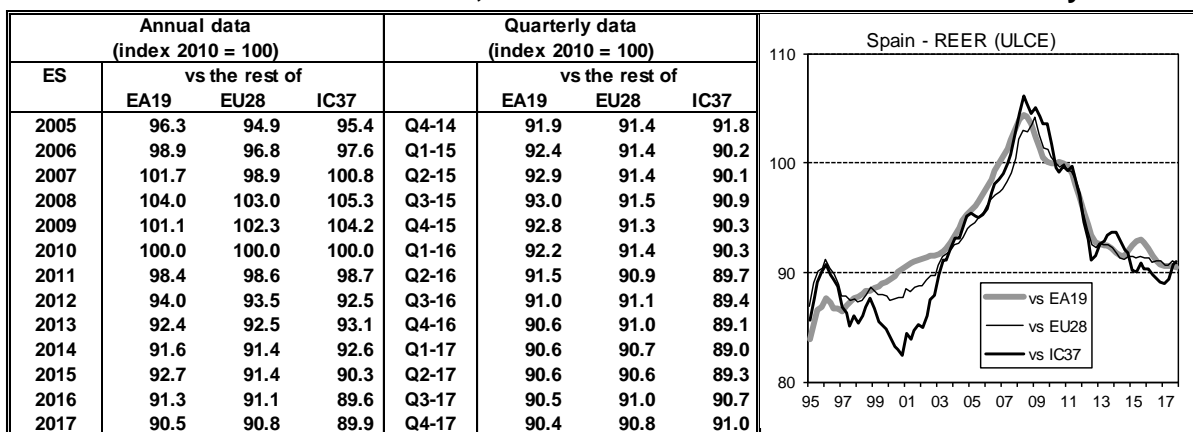 Annual data Quarterly data
(index 2010 = 100) (index 2010 = 100)
ES vs the rest of vs the rest of
EA19 EU28 IC37 EA19 EU28 IC37
2005 96.3 94.9 95.4 Q4-14 91.9 91.4 91.8
2006 98.9 96.8 97.6 Q1-15 92.4 91.4 90.2
2007 101.7 98.9 100.8 Q2-15 92.9 91.4 90.1
2008 104.0 103.0 105.3 Q3-15 93.0 91.5 90.9
2009 101.1 102.3 104.2 Q4-15 92.8 91.3 90.3
2010 100.0 100.0 100.0 Q1-16 92.2 91.4 90.3
2011 98.4 98.6 98.7 Q2-16 91.5 90.9 89.7
2012 94.0 93.5 92.5 Q3-16 91.0 91.1 89.4
2013 92.4 92.5 93.1 Q4-16 90.6 91.0 89.1
2014 91.6 91.4 92.6 Q1-17 90.6 90.7 89.0
2015 92.7 91.4 90.3 Q2-17 90.6 90.6 89.3
2016 91.3 91.1 89.6 Q3-17 90.5 91.0 90.7
2017 90.5 90.8 89.9 Q4-17 90.4 90.8 91.0
Spain - REER (ULCE)
110
100
90
80
vs EA19
vs EU28
vs IC37
95 97 99 01 03 05 07 09 11 13 15 17